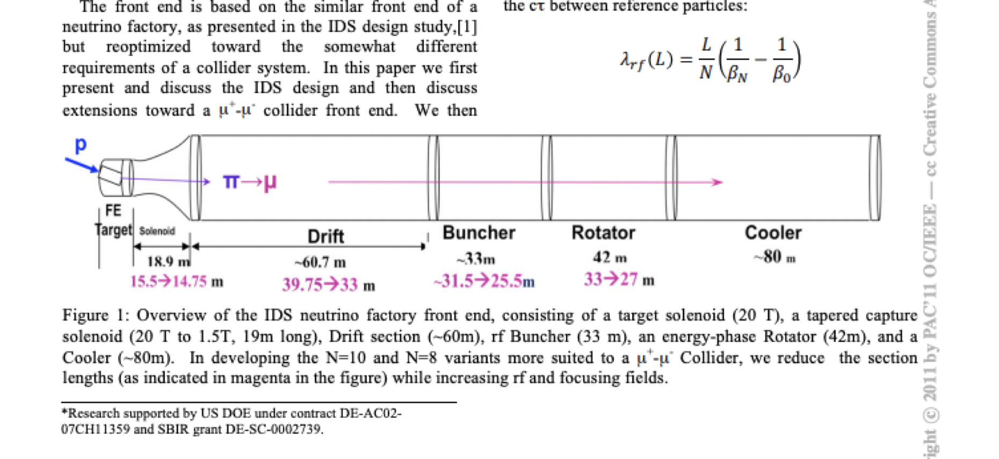 The front end is based on the similar front end of a
neutrino factory, as presented in the IDS design study,[1]
but reoptimized toward the somewhat different
requirements of a collider system. In this paper we first
present and discuss the IDS design and then discuss
extensions toward a μ⁺-μ⁻ collider front end. We then
the cτ between reference particles:
λrf(L) = L/N (1/βN − 1/β0)
p
π→μ
FE
Target
Solenoid
Drift
Buncher
Rotator
Cooler
18.9 m
~60.7 m
~33m
42 m
~80 m
15.5→14.75 m
39.75→33 m
~31.5→25.5m
33→27 m
Figure 1: Overview of the IDS neutrino factory front end, consisting of a target solenoid (20 T), a tapered capture
solenoid (20 T to 1.5T, 19m long), Drift section (~60m), rf Buncher (33 m), an energy-phase Rotator (42m), and a
Cooler (~80m). In developing the N=10 and N=8 variants more suited to a μ⁺-μ⁻ Collider, we reduce the section
lengths (as indicated in magenta in the figure) while increasing rf and focusing fields.
*Research supported by US DOE under contract DE-AC02-
07CH11359 and SBIR grant DE-SC-0002739.
ight © 2011 by PAC'11 OC/IEEE — cc Creative Commons A